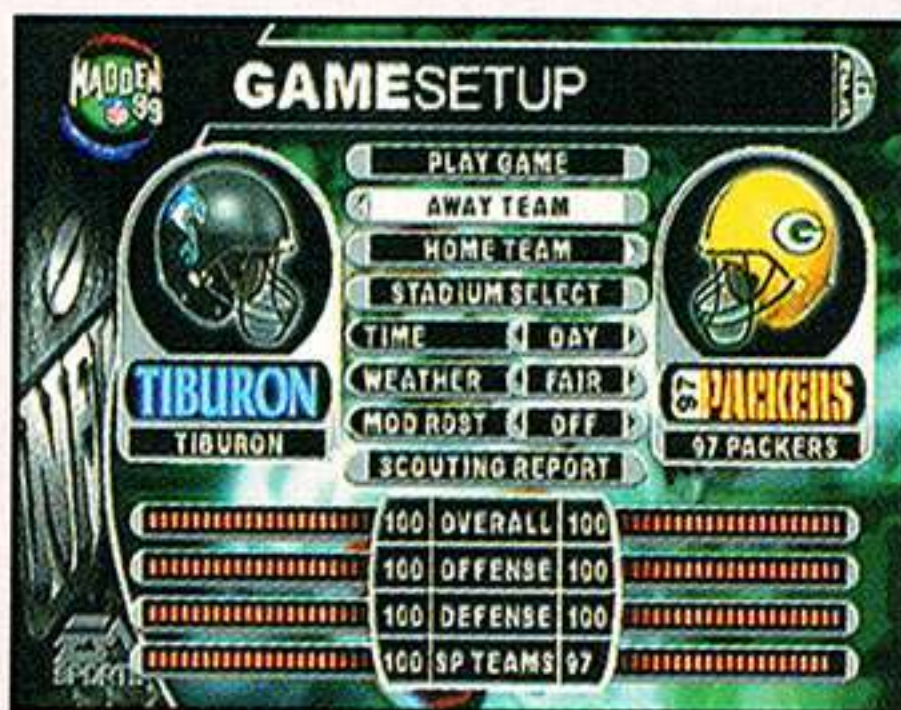 MADDEN
99
GAMESETUP
PLAY GAME
AWAY TEAM
HOME TEAM
STADIUM SELECT
TIME DAY
WEATHER FAIR
MOD ROST OFF
SCOUTING REPORT
TIBURON
TIBURON
G
97 PACKERS
97 PACKERS
100 OVERALL 100
100 OFFENSE 100
100 DEFENSE 100
100 SP TEAMS 97
EA
SPORTS